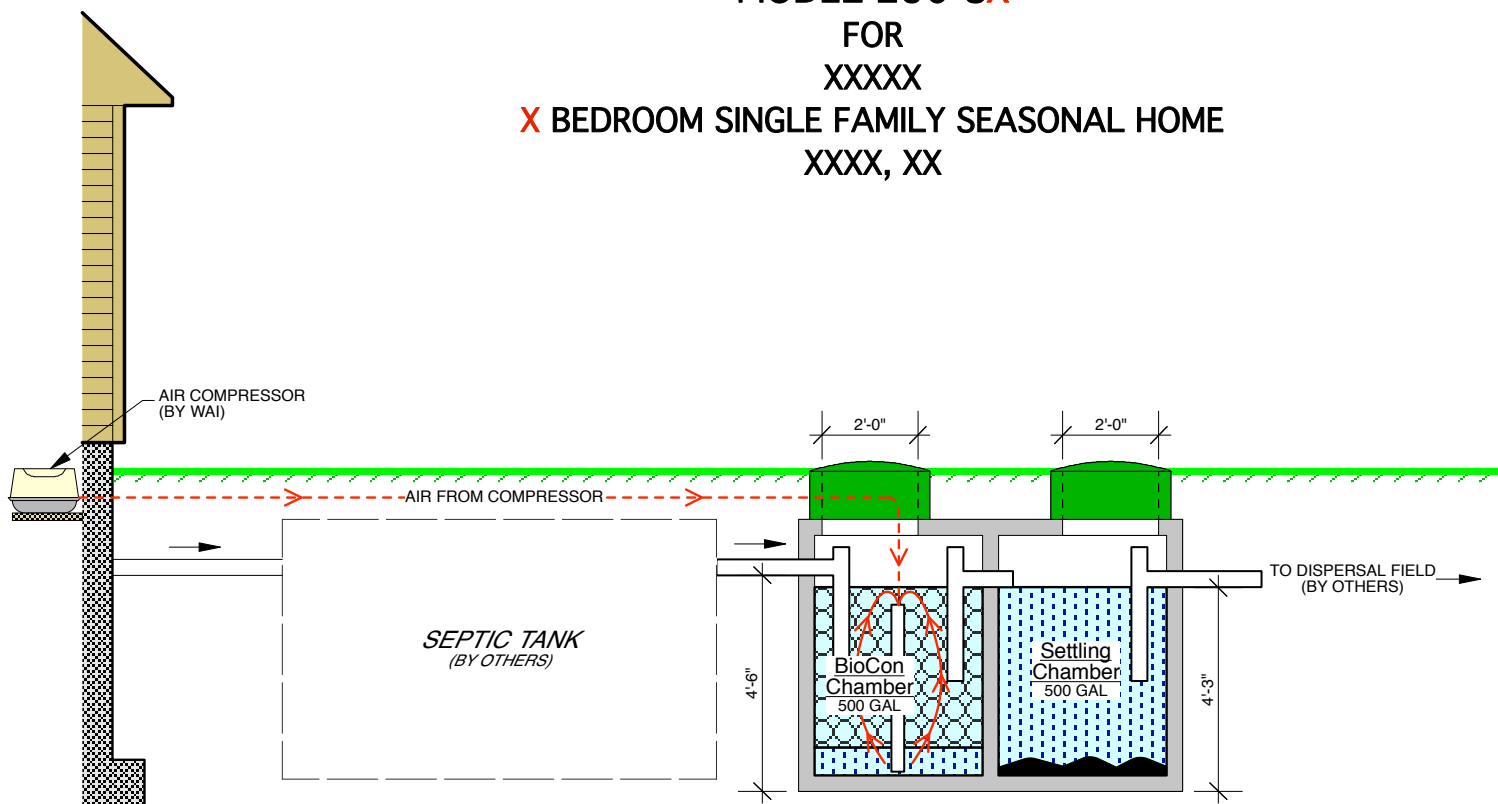 FOR
XXXXX
X BEDROOM SINGLE FAMILY SEASONAL HOME
XXXX, XX
AIR COMPRESSOR
(BY WAI)
2'-0"
2'-0"
AIR FROM COMPRESSOR
TO DISPERSAL FIELD
(BY OTHERS)
SEPTIC TANK
(BY OTHERS)
4'-6"
BioCon
Chamber
500 GAL
Settling
Chamber
500 GAL
4'-3"